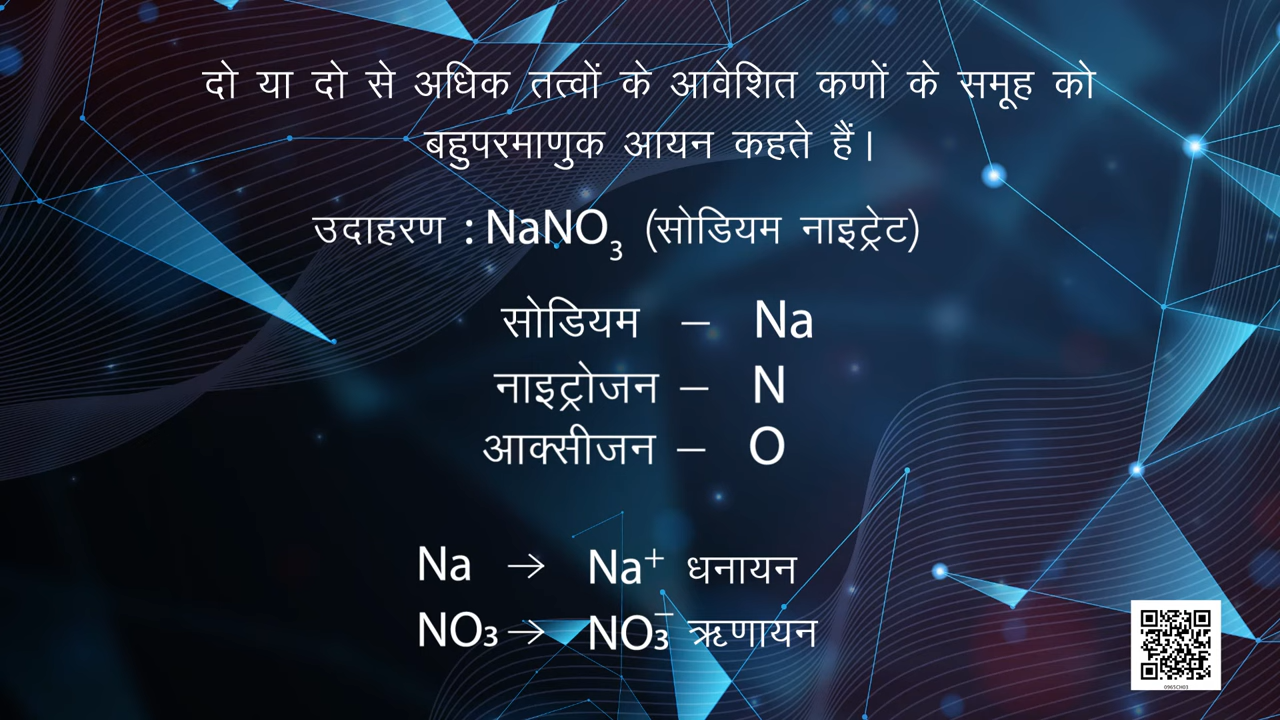 दो या दो से अधिक तत्वों के आवेशित कणों के समूह को
बहुपरमाणुक आयन कहते हैं।
उदाहरण : NaNO₃ (सोडियम नाइट्रेट)
सोडियम – Na
नाइट्रोजन – N
आक्सीजन – O
Na → Na⁺ धनायन
NO₃ → NO₃⁻ ऋणायन
0965CH03